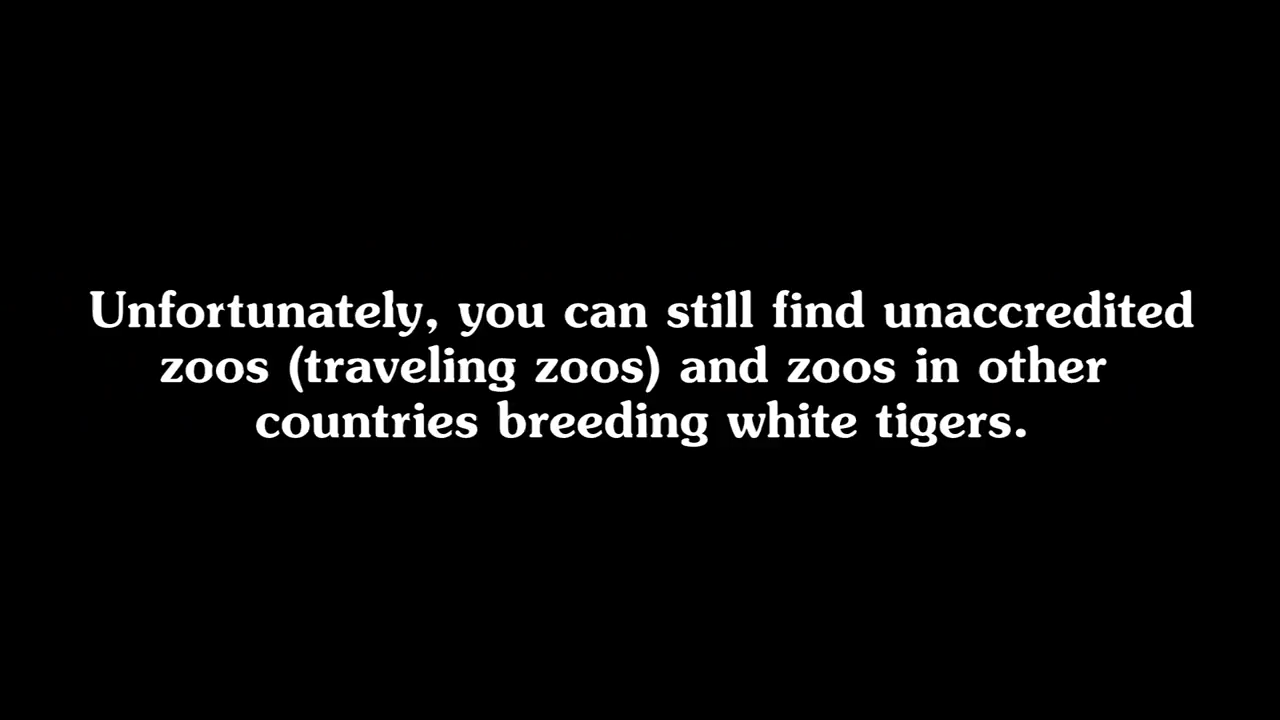 Unfortunately, you can still find unaccredited
zoos (traveling zoos) and zoos in other
countries breeding white tigers.